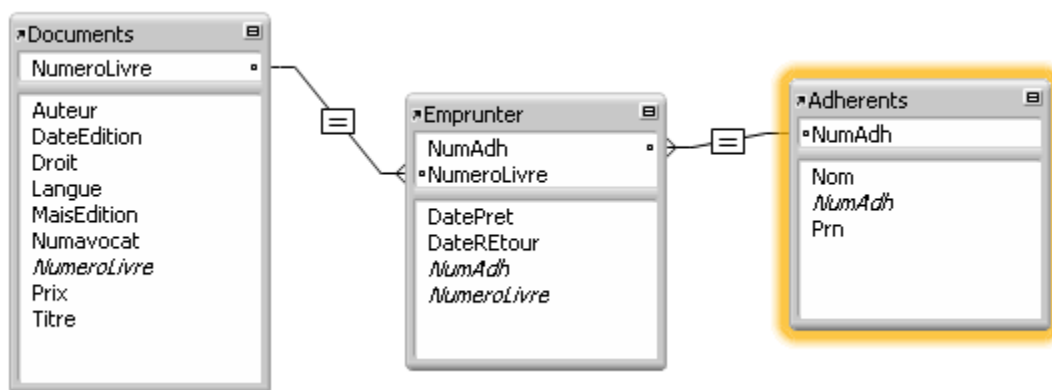 Documents
NumeroLivre
Auteur
DateEdition
Droit
Langue
MaisEdition
Numavocat
NumeroLivre
Prix
Titre
=
Emprunter
NumAdh
NumeroLivre
DatePret
DateREtour
NumAdh
NumeroLivre
=
Adherents
NumAdh
Nom
NumAdh
Prn